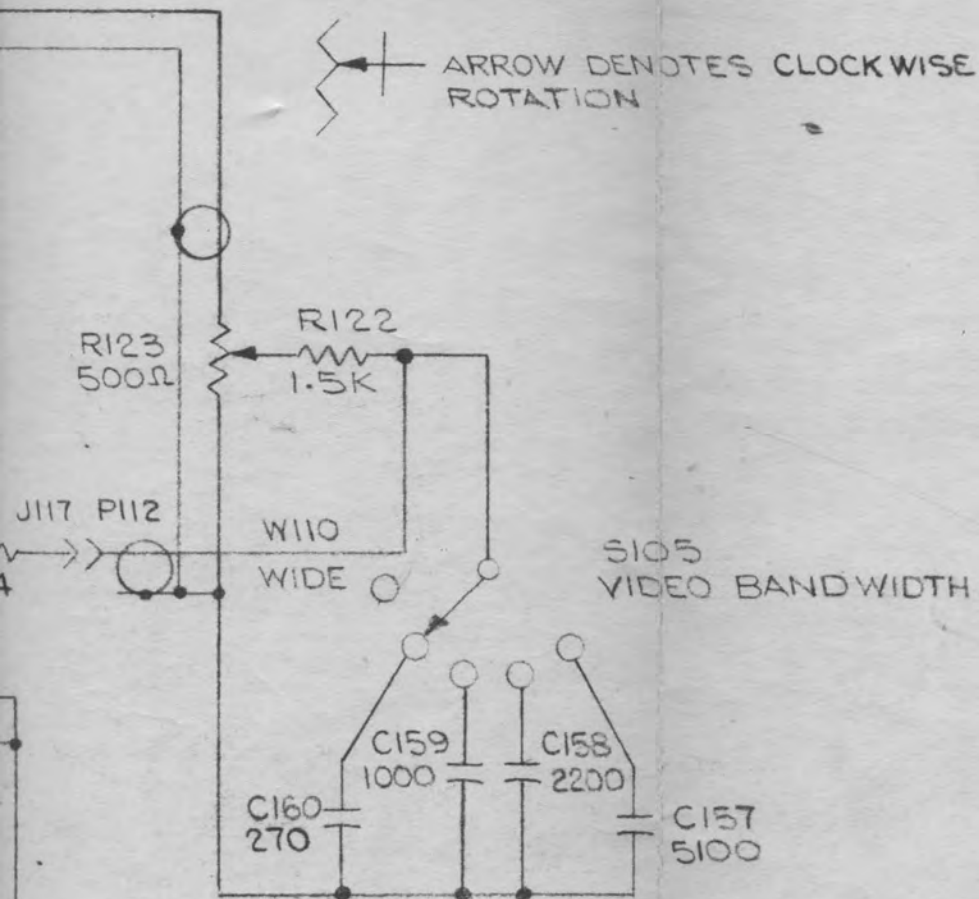 ARROW DENOTES CLOCKWISE
ROTATION
R123
500Ω
R122
1.5K
J117 P112
W110
WIDE
4
S105
VIDEO BANDWIDTH
C159
1000
C158
2200
C160
270
C157
5100